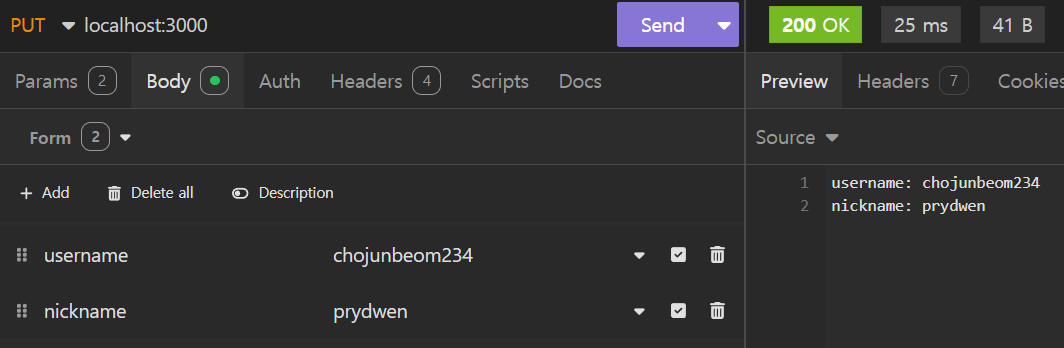 PUT localhost:3000 Send
200 OK 25 ms 41 B
Params 2 Body Auth Headers 4 Scripts Docs
Preview Headers 7 Cookies
Form 2
Source
Add Delete all Description
1 username: chojunbeom234
2 nickname: prydwen
username chojunbeom234
nickname prydwen